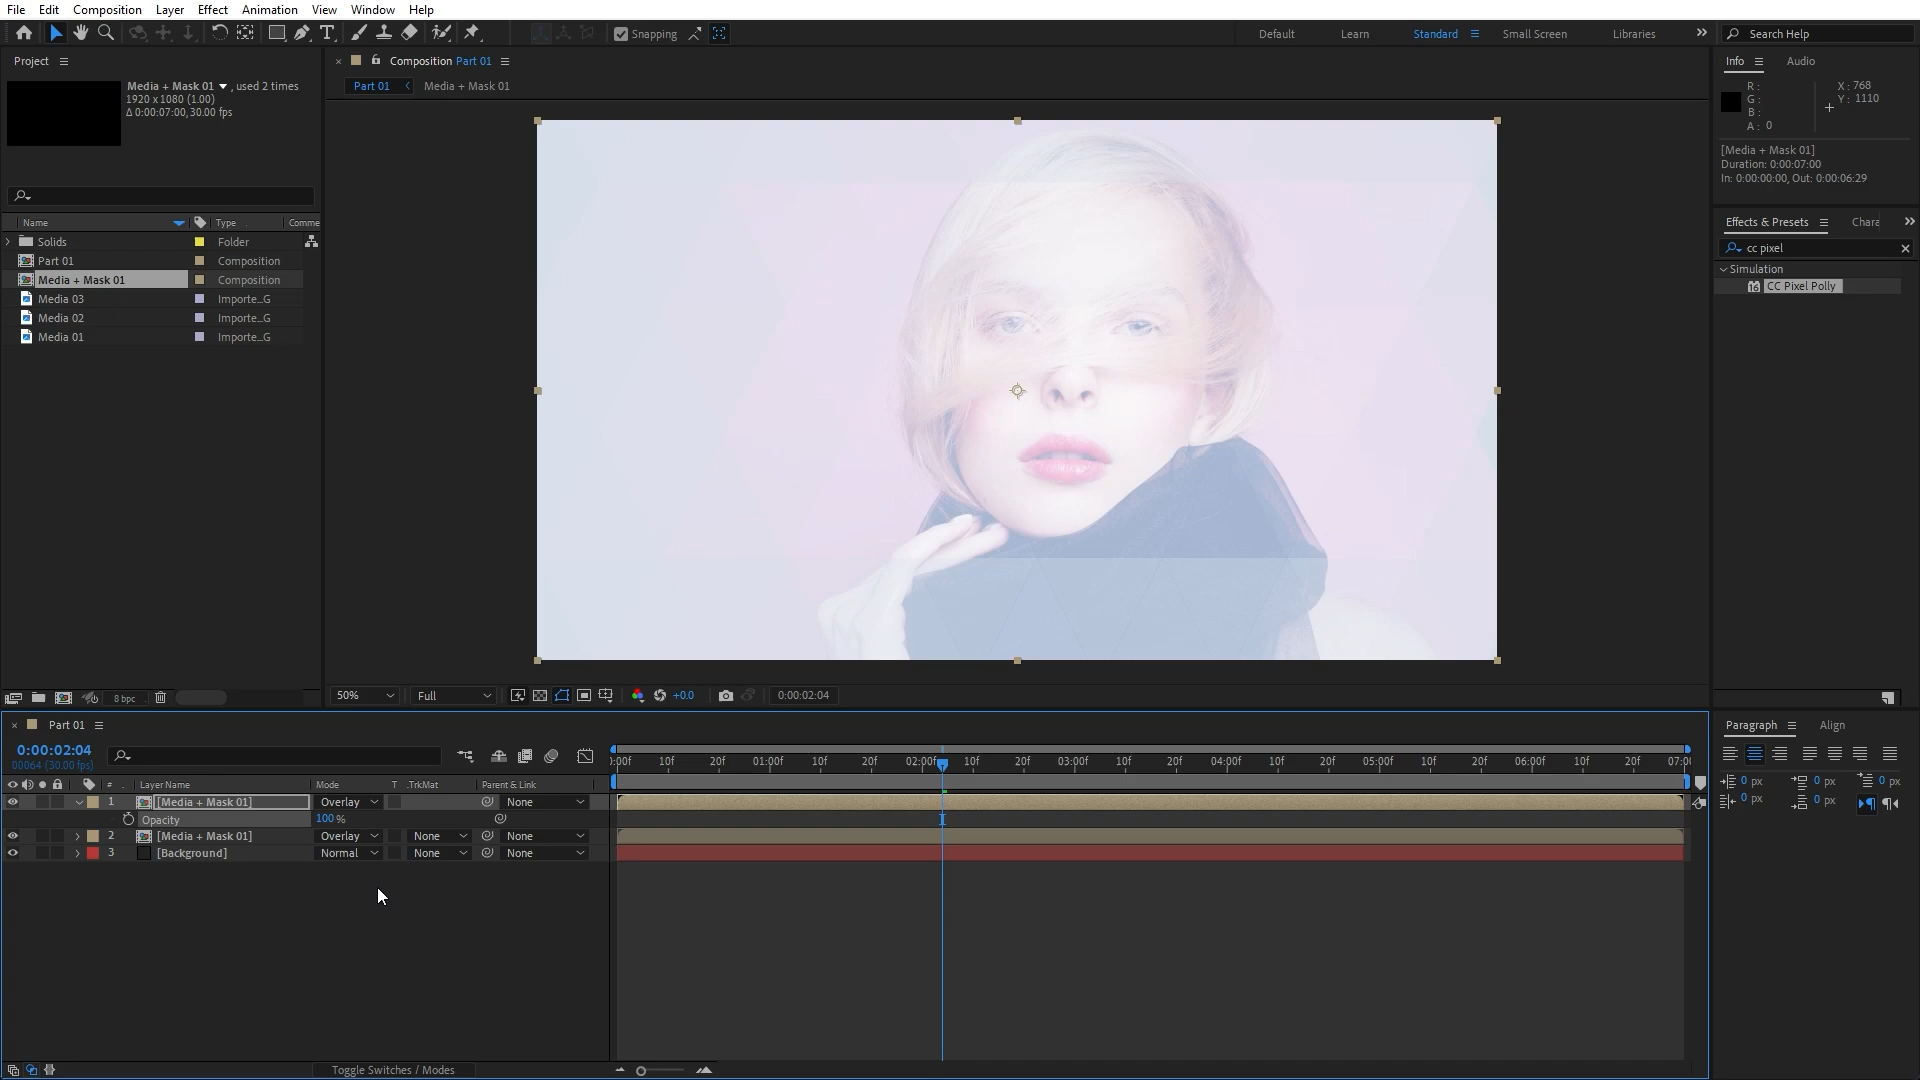 File Edit Composition Layer Effect Animation View Window Help
Snapping
Default Learn Standard Small Screen Libraries
Search Help
Project
Media + Mask 01 , used 2 times
1920 x 1080 (1.00)
Δ 0:00:07:00, 30.00 fps
Name Type Comme
Solids Folder
Part 01 Composition
Media + Mask 01 Composition
Media 03 Importe...G
Media 02 Importe...G
Media 01 Importe...G
8 bpc
Composition Part 01
Part 01 Media + Mask 01
50% Full +0.0 0:00:02:04
Info Audio
R : X : 768
G : Y : 1110
B :
A : 0
[Media + Mask 01]
Duration: 0:00:07:00
In: 0:00:00:00, Out: 0:00:06:29
Effects & Presets Chara
cc pixel
Simulation
CC Pixel Polly
Part 01
0:00:02:04
00064 (30.00 fps)
:00f 10f 20f 01:00f 10f 20f 02:00f 10f 20f 03:00f 10f 20f 04:00f 10f 20f 05:00f 10f 20f 06:00f 10f 20f 07:0
# Layer Name Mode T .TrkMat Parent & Link
1 [Media + Mask 01] Overlay None
Opacity 100 %
2 [Media + Mask 01] Overlay None None
3 [Background] Normal None None
Toggle Switches / Modes
Paragraph Align
0 px 0 px 0 px
0 px 0 px